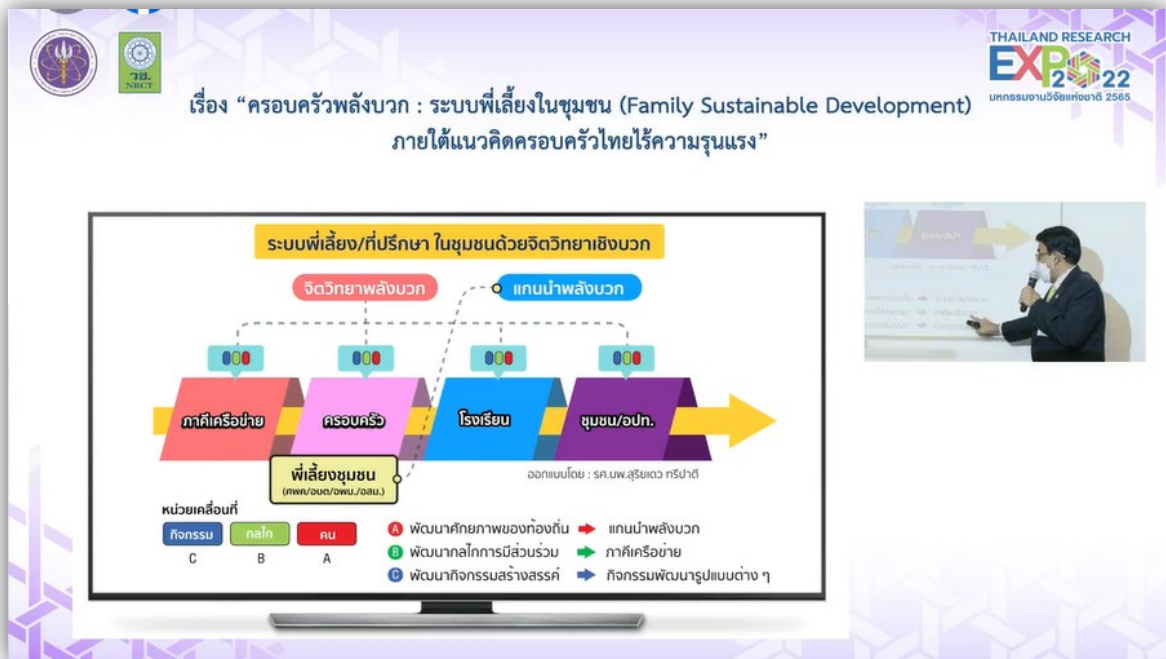 วช.
NRCT
THAILAND RESEARCH
EXPO
2022
มหกรรมงานวิจัยแห่งชาติ 2565
เรื่อง “ครอบครัวพลังบวก : ระบบพี่เลี้ยงในชุมชน (Family Sustainable Development)
ภายใต้แนวคิดครอบครัวไทยไร้ความรุนแรง”
ระบบพี่เลี้ยง/ที่ปรึกษา ในชุมชนด้วยจิตวิทยาเชิงบวก
จิตวิทยาพลังบวก
แกนนำพลังบวก
ภาคีเครือข่าย
ครอบครัว
โรงเรียน
ชุมชน/อปท.
พี่เลี้ยงชุมชน
(ศพค/อบต/อพม./อสม.)
ออกแบบโดย : รศ.นพ.สุริยเดว ทรีปาตี
หน่วยเคลื่อนที่
กิจกรรม กลไก คน
C B A
A พัฒนาศักยภาพของท้องถิ่น ➡ แกนนำพลังบวก
B พัฒนากลไกการมีส่วนร่วม ➡ ภาคีเครือข่าย
C พัฒนากิจกรรมสร้างสรรค์ ➡ กิจกรรมพัฒนารูปแบบต่าง ๆ